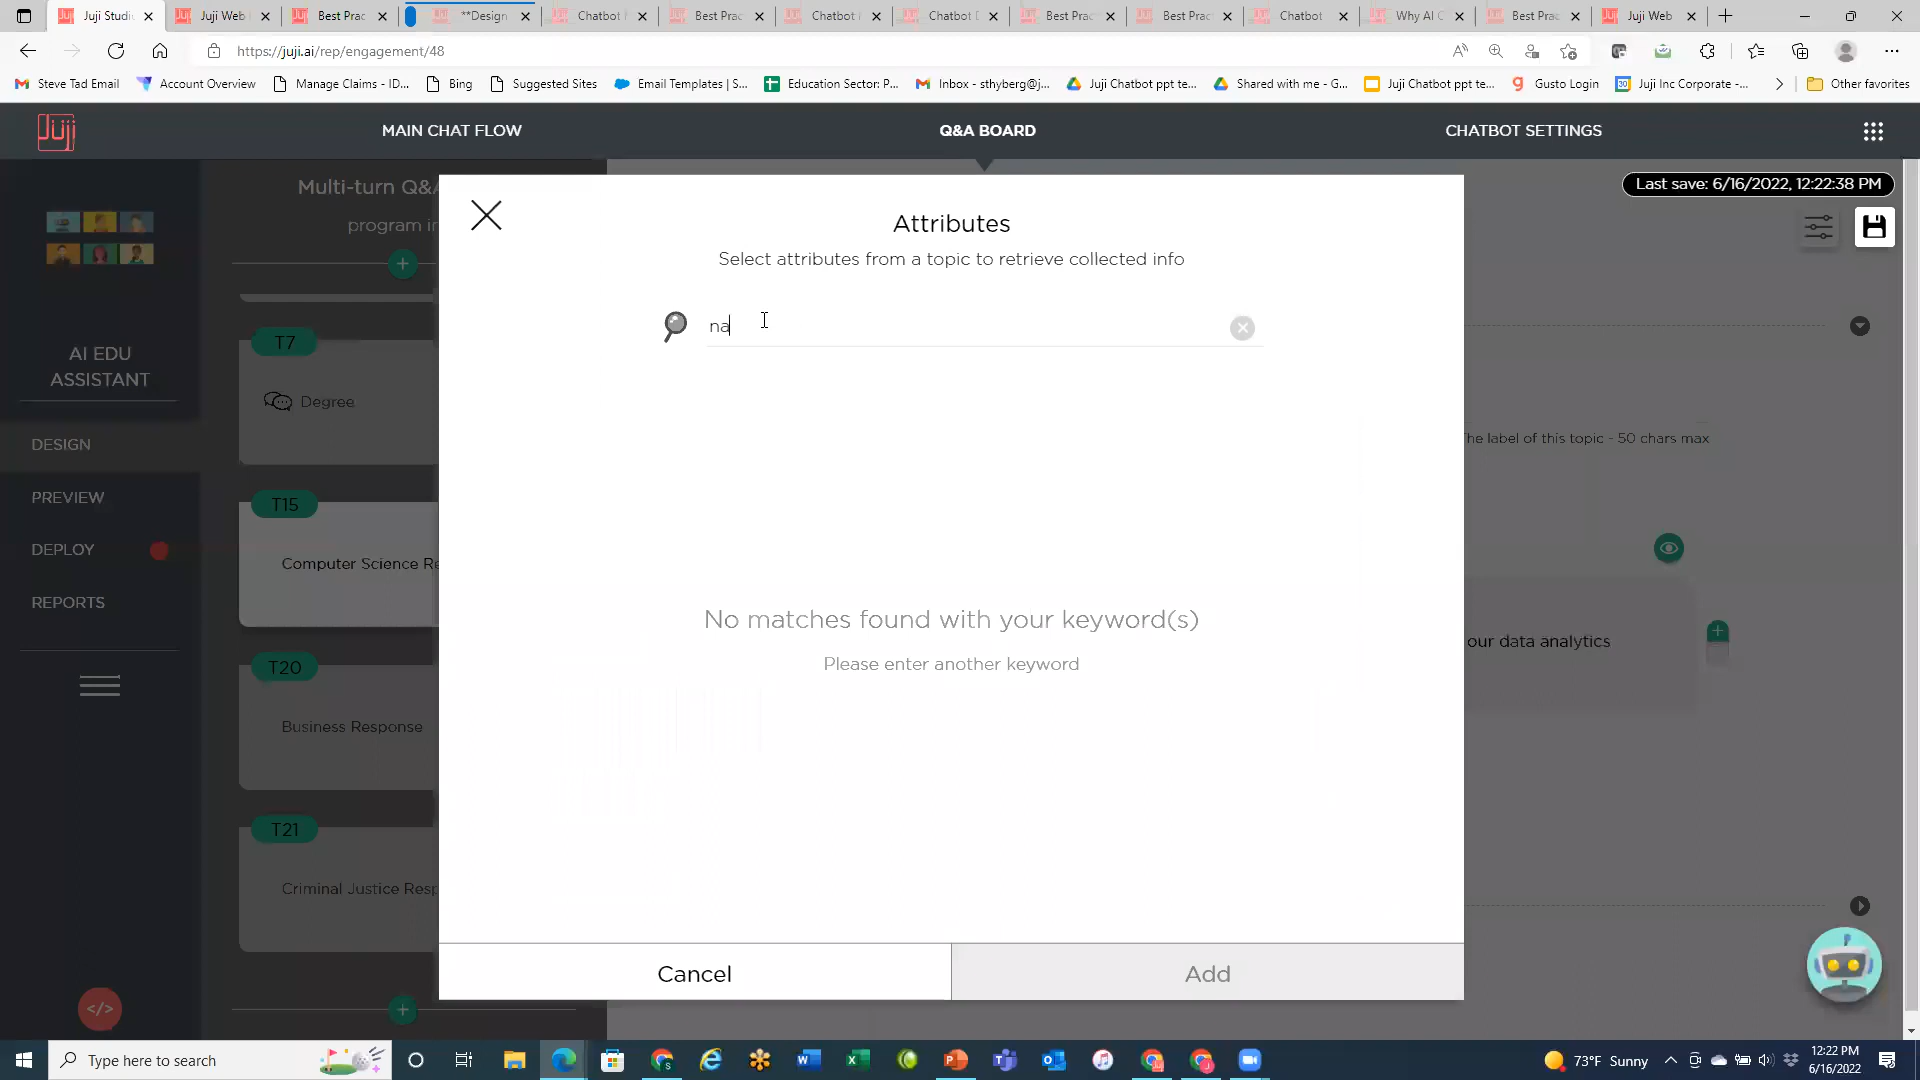 Juji Studi
Juji Web
Best Prac
**Design
Chatbot
Best Prac
Chatbot
Chatbot
Best Prac
Best Prac
Chatbot
Why AI C
Best Prac
Juji Web
https://juji.ai/rep/engagement/48
Steve Tad Email
Account Overview
Manage Claims - ID...
Bing
Suggested Sites
Email Templates | S...
Education Sector: P...
Inbox - sthyberg@j...
Juji Chatbot ppt te...
Shared with me - G...
Juji Chatbot ppt te...
Gusto Login
Juji Inc Corporate -...
Other favorites
Juji
MAIN CHAT FLOW
Q&A BOARD
CHATBOT SETTINGS
Last save: 6/16/2022, 12:22:38 PM
Multi-turn Q&A
program i
AI EDU
ASSISTANT
DESIGN
PREVIEW
DEPLOY
REPORTS
</>
T7
Degree
T15
Computer Science Re
T20
Business Response
T21
Criminal Justice Resp
Attributes
Select attributes from a topic to retrieve collected info
na
No matches found with your keyword(s)
Please enter another keyword
Cancel
Add
he label of this topic - 50 chars max
our data analytics
Type here to search
73°F Sunny
12:22 PM
6/16/2022